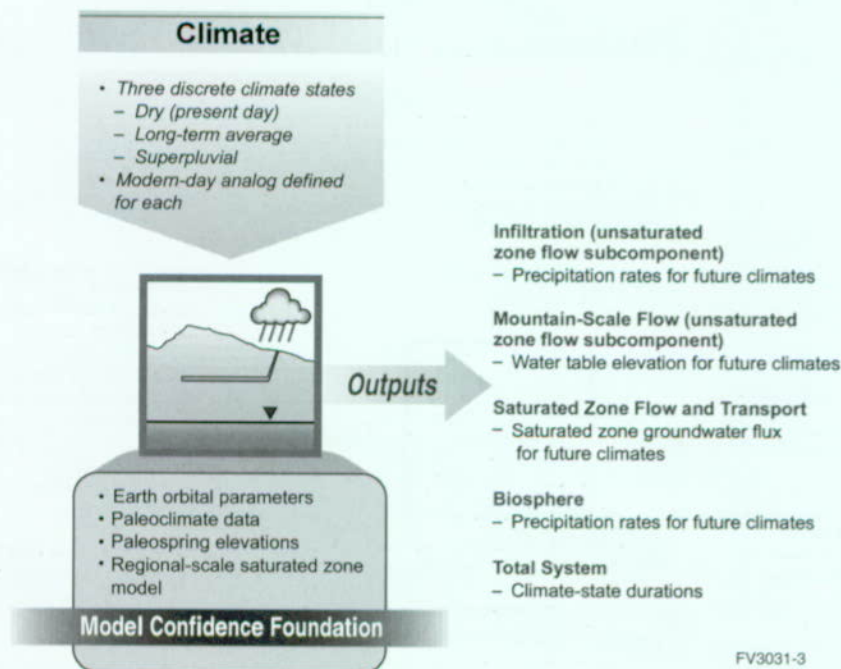 Climate
• Three discrete climate states
– Dry (present day)
– Long-term average
– Superpluvial
• Modern-day analog defined
for each
Outputs
Infiltration (unsaturated
zone flow subcomponent)
– Precipitation rates for future climates
Mountain-Scale Flow (unsaturated
zone flow subcomponent)
– Water table elevation for future climates
Saturated Zone Flow and Transport
– Saturated zone groundwater flux
for future climates
Biosphere
– Precipitation rates for future climates
Total System
– Climate-state durations
• Earth orbital parameters
• Paleoclimate data
• Paleospring elevations
• Regional-scale saturated zone
model
Model Confidence Foundation
FV3031-3